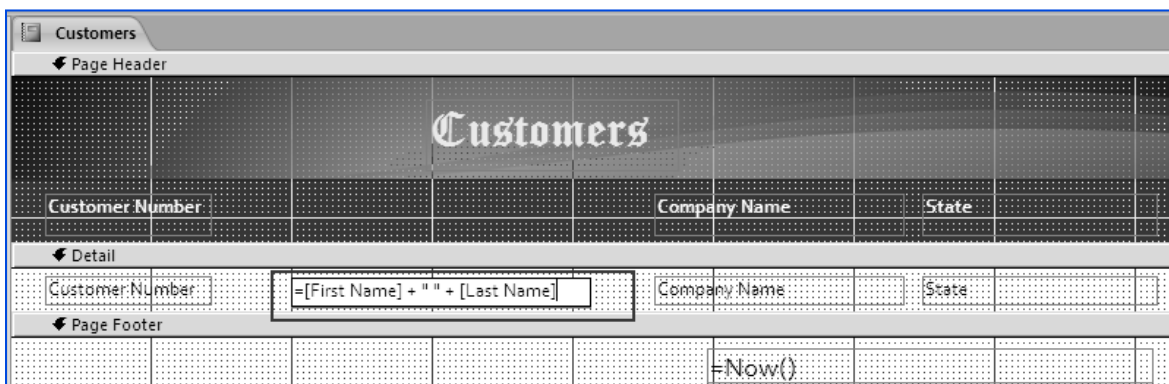 Customers
Page Header
Customers
Customer Number Company Name State
Detail
Customer Number =[First Name] + " " + [Last Name] Company Name State
Page Footer
=Now()